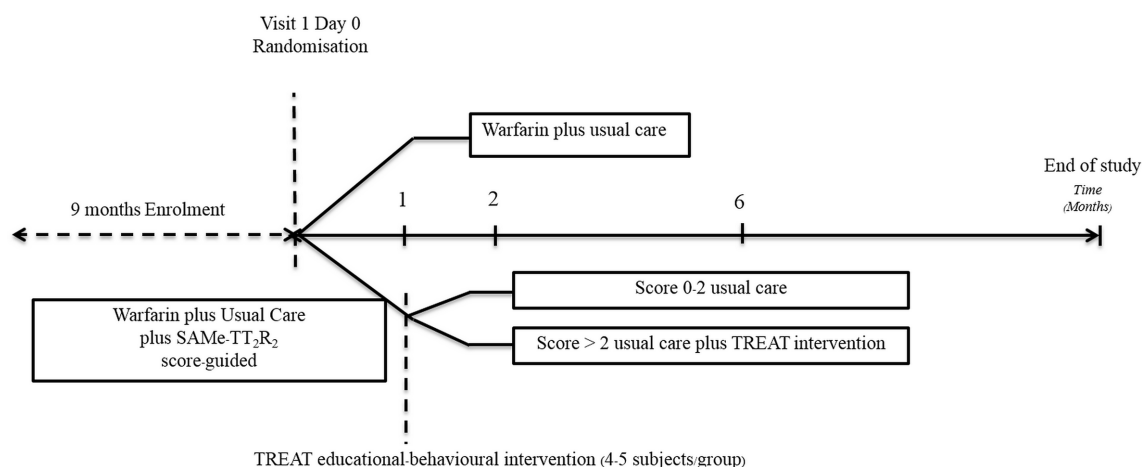 Visit 1 Day 0
Randomisation
Warfarin plus usual care
End of study
Time
(Months)
9 months Enrolment
1
2
6
Score 0-2 usual care
Warfarin plus Usual Care
plus SAMe-TT₂R₂
score-guided
Score > 2 usual care plus TREAT intervention
TREAT educational-behavioural intervention (4-5 subjects/group)